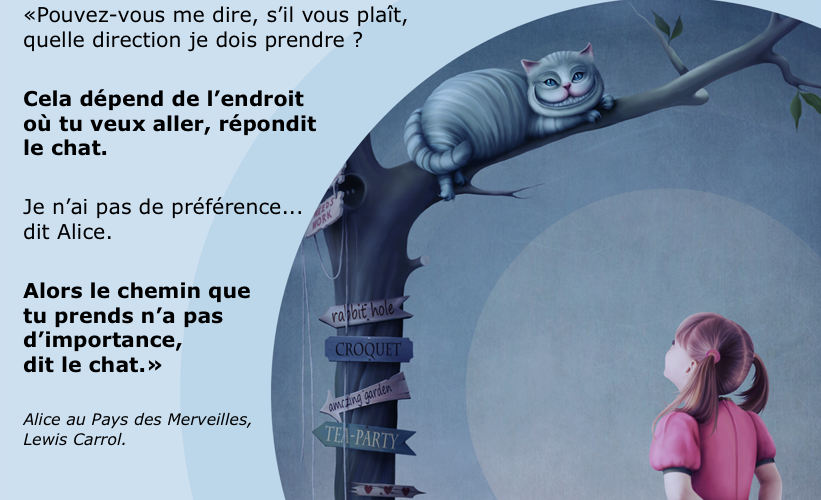 «Pouvez-vous me dire, s’il vous plaît,
quelle direction je dois prendre ?
Cela dépend de l’endroit
où tu veux aller, répondit
le chat.
Je n’ai pas de préférence...
dit Alice.
Alors le chemin que
tu prends n’a pas
d’importance,
dit le chat.»
Alice au Pays des Merveilles,
Lewis Carrol.
NEEDS
WORK
rabbit hole
CROQUET
amazing garden
TEA-PARTY